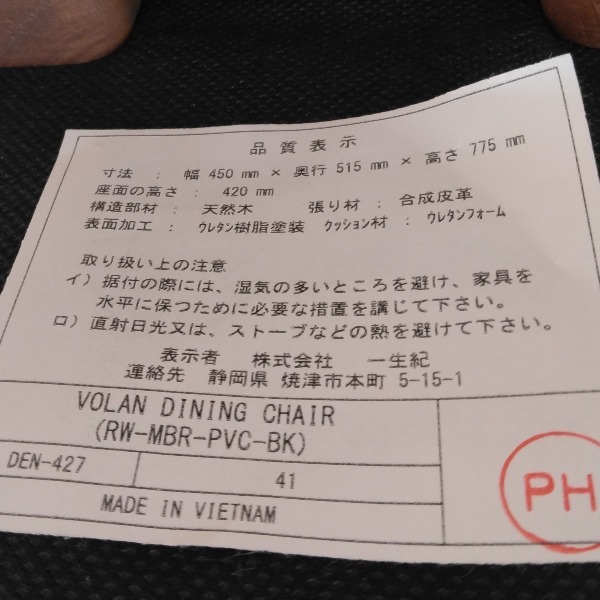 品質表示
寸法 : 幅 450 mm × 奥行 515 mm × 高さ 775 mm
座面の高さ : 420 mm
構造部材 : 天然木 張り材 : 合成皮革
表面加工 : ウレタン樹脂塗装 クッション材 : ウレタンフォーム
取り扱い上の注意
イ) 据付の際には、湿気の多いところを避け、家具を
水平に保つために必要な措置を講じて下さい。
ロ) 直射日光又は、ストーブなどの熱を避けて下さい。
表示者 株式会社 一生紀
連絡先 静岡県 焼津市本町 5-15-1
VOLAN DINING CHAIR
(RW-MBR-PVC-BK)
DEN-427 41
MADE IN VIETNAM
PH